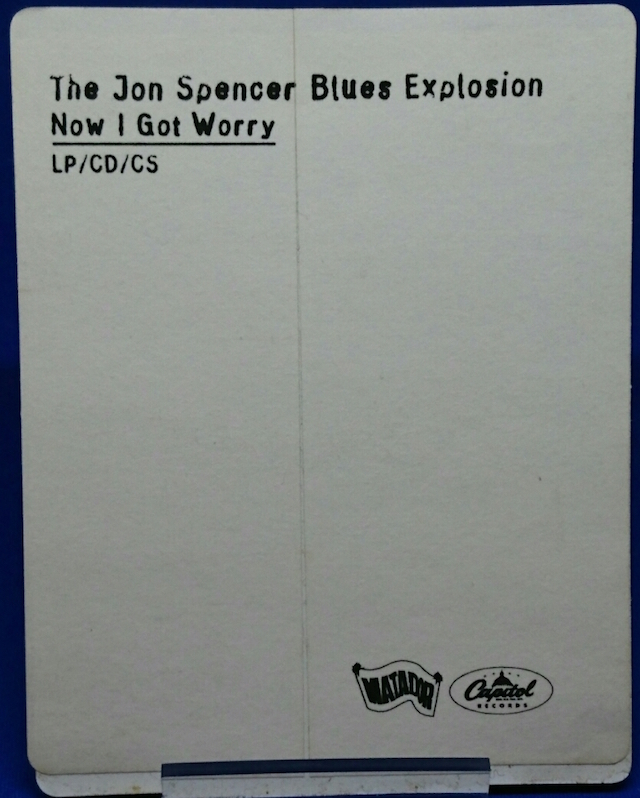 The Jon Spencer Blues Explosion
Now I Got Worry
LP/CD/CS
MATADOR
Capitol
RECORDS